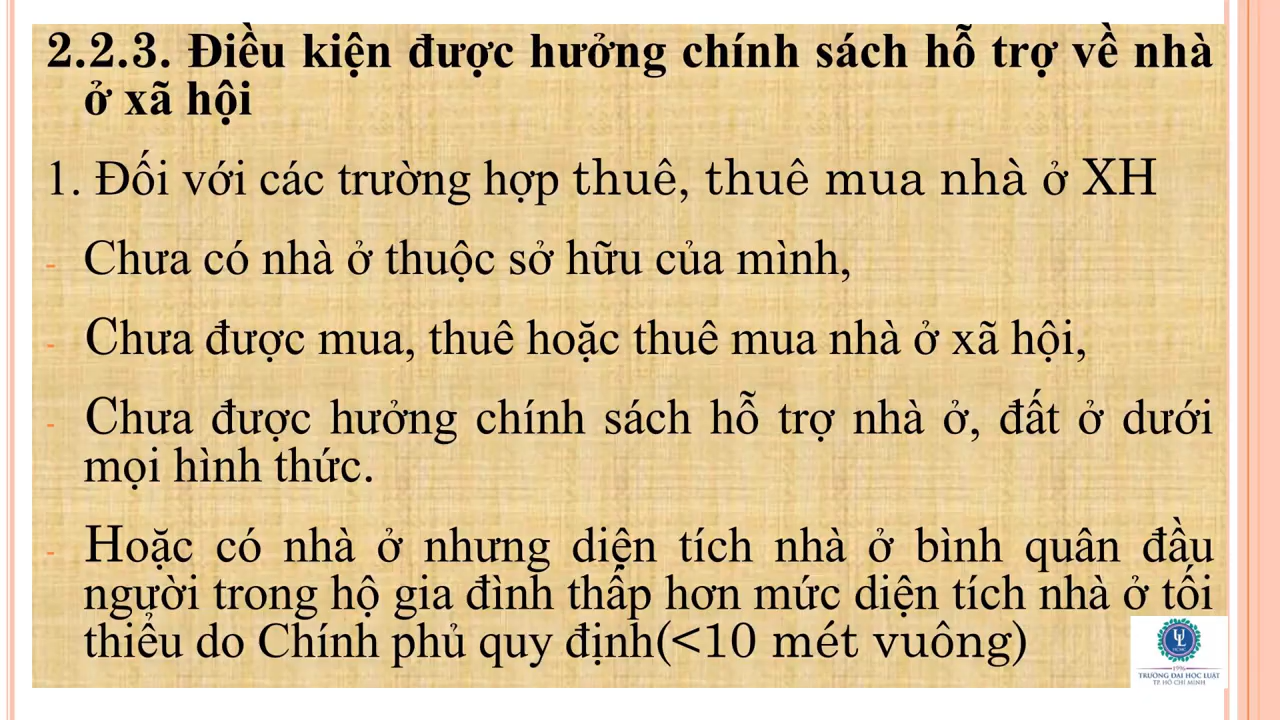 2.2.3. Điều kiện được hưởng chính sách hỗ trợ về nhà
ở xã hội
1. Đối với các trường hợp thuê, thuê mua nhà ở XH
- Chưa có nhà ở thuộc sở hữu của mình,
- Chưa được mua, thuê hoặc thuê mua nhà ở xã hội,
- Chưa được hưởng chính sách hỗ trợ nhà ở, đất ở dưới
mọi hình thức.
- Hoặc có nhà ở nhưng diện tích nhà ở bình quân đầu
người trong hộ gia đình thấp hơn mức diện tích nhà ở tối
thiểu do Chính phủ quy định(<10 mét vuông)
1996
TRƯỜNG ĐẠI HỌC LUẬT
TP. HỒ CHÍ MINH